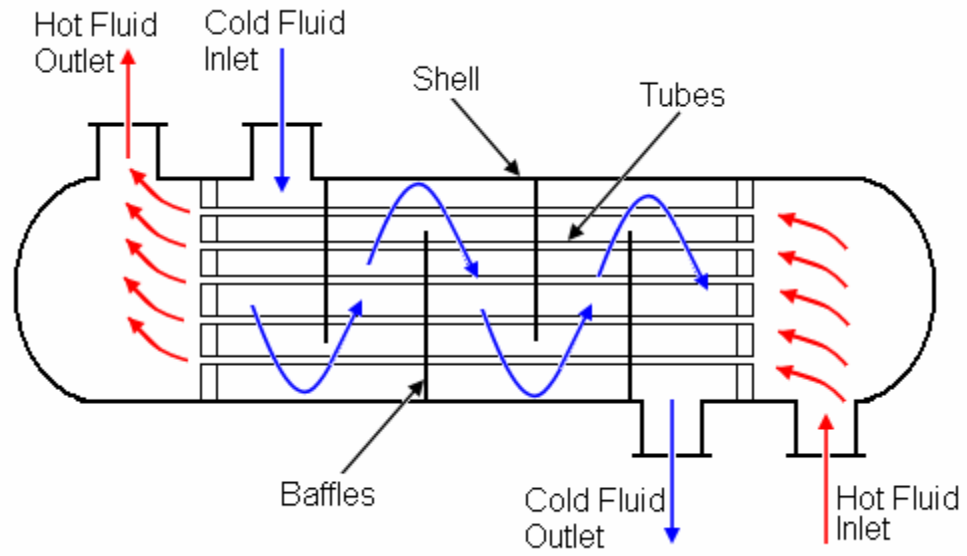 Hot Fluid
Outlet
Cold Fluid
Inlet
Shell
Tubes
Baffles
Cold Fluid
Outlet
Hot Fluid
Inlet